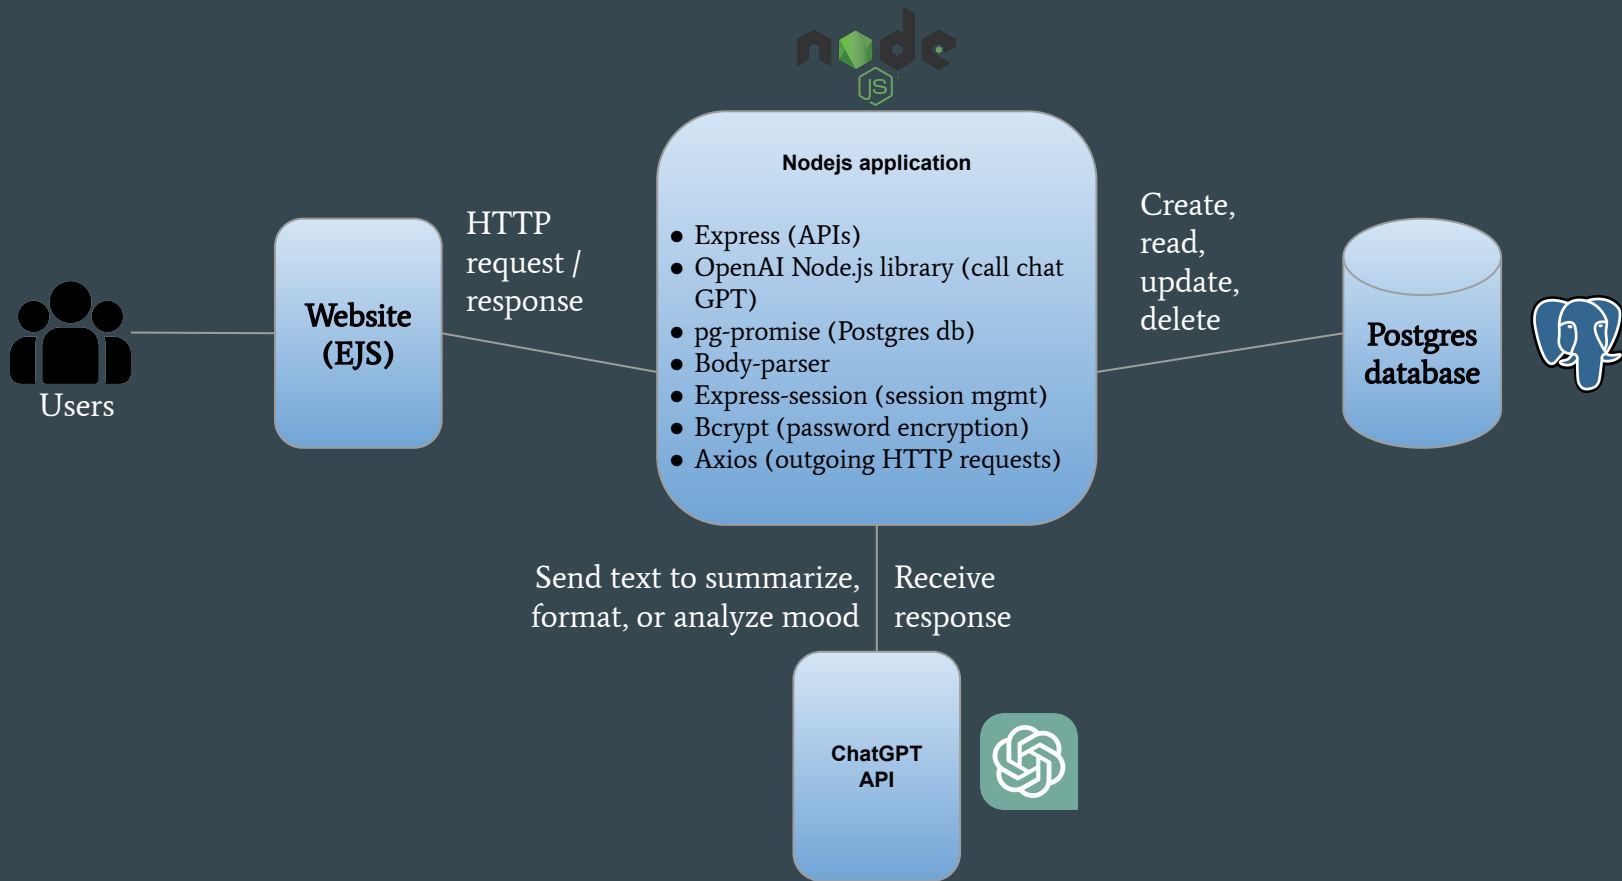 node
JS
Nodejs application
● Express (APIs)
● OpenAI Node.js library (call chat
GPT)
● pg-promise (Postgres db)
● Body-parser
● Express-session (session mgmt)
● Bcrypt (password encryption)
● Axios (outgoing HTTP requests)
Users
Website
(EJS)
HTTP
request /
response
Create,
read,
update,
delete
Postgres
database
Send text to summarize,
format, or analyze mood
Receive
response
ChatGPT
API